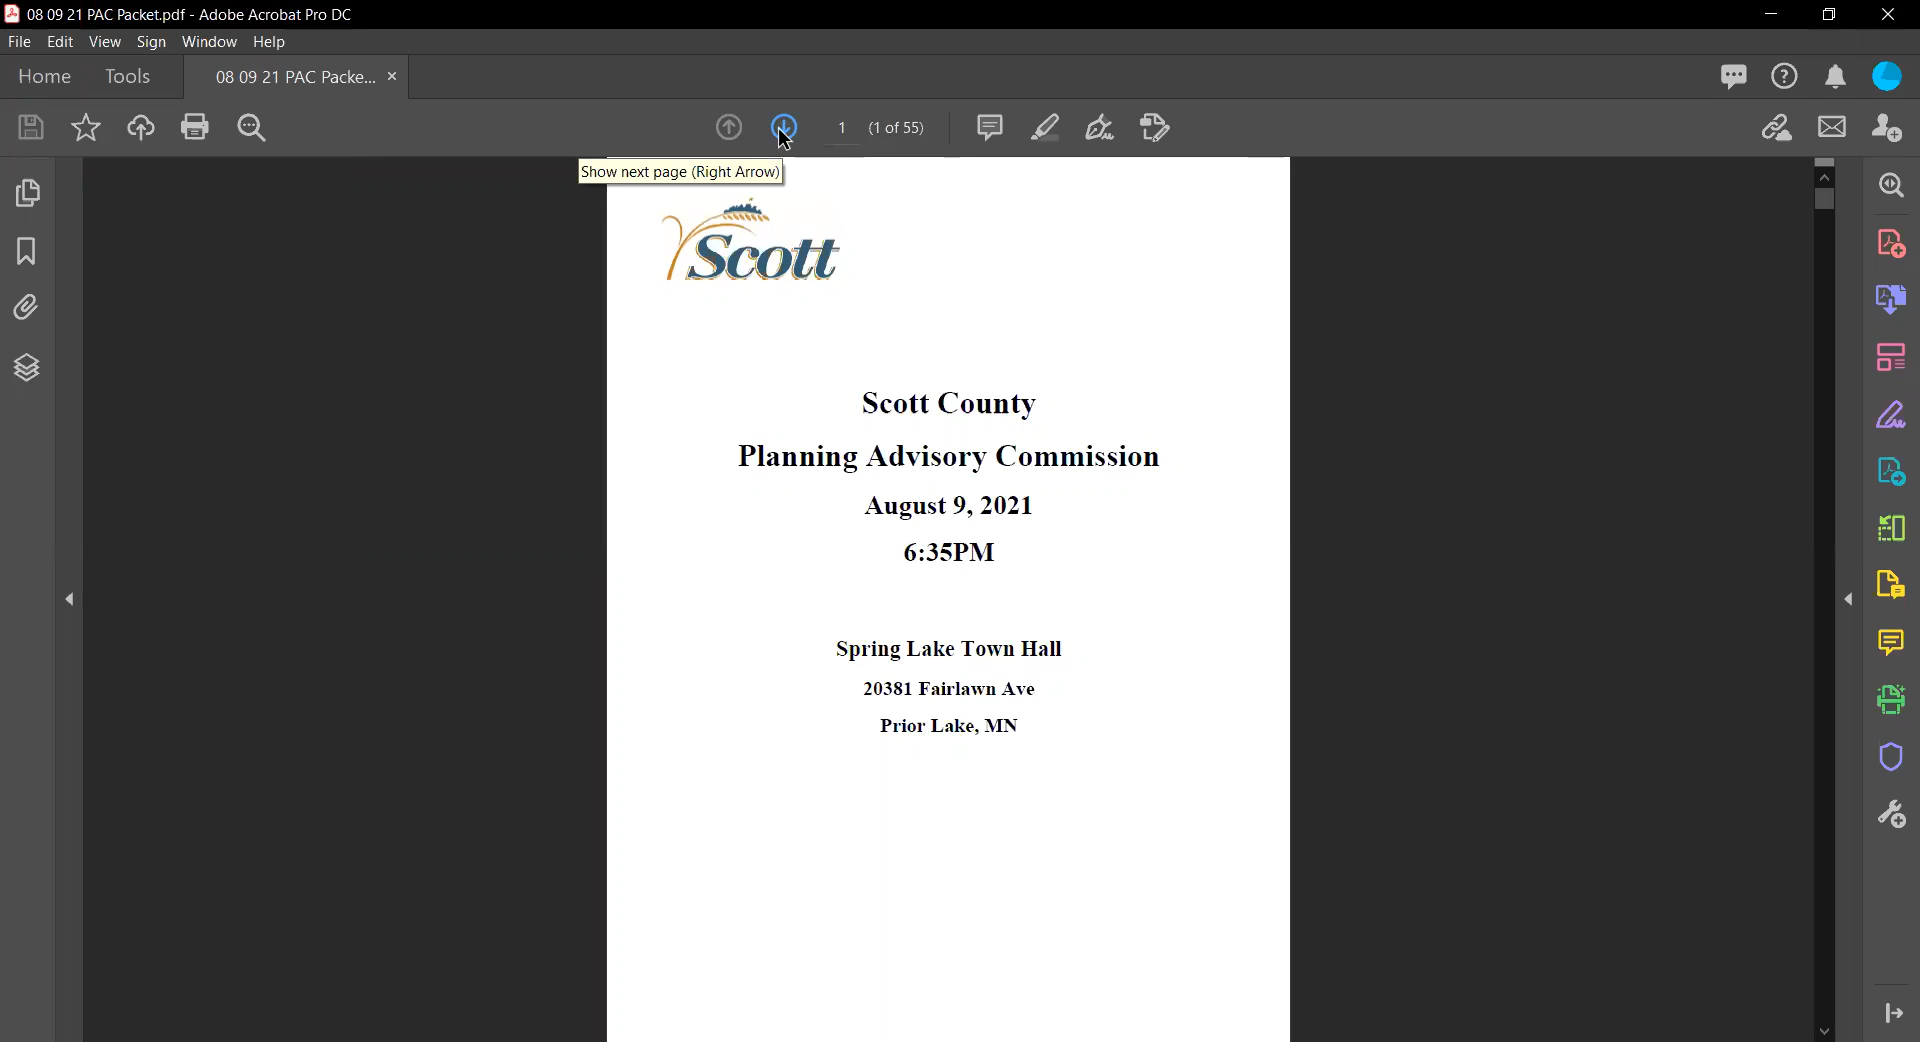 08 09 21 PAC Packet.pdf - Adobe Acrobat Pro DC
File Edit View Sign Window Help
Home Tools 08 09 21 PAC Packe...
1 (1 of 55)
Show next page (Right Arrow)
Scott
Scott County
Planning Advisory Commission
August 9, 2021
6:35PM
Spring Lake Town Hall
20381 Fairlawn Ave
Prior Lake, MN